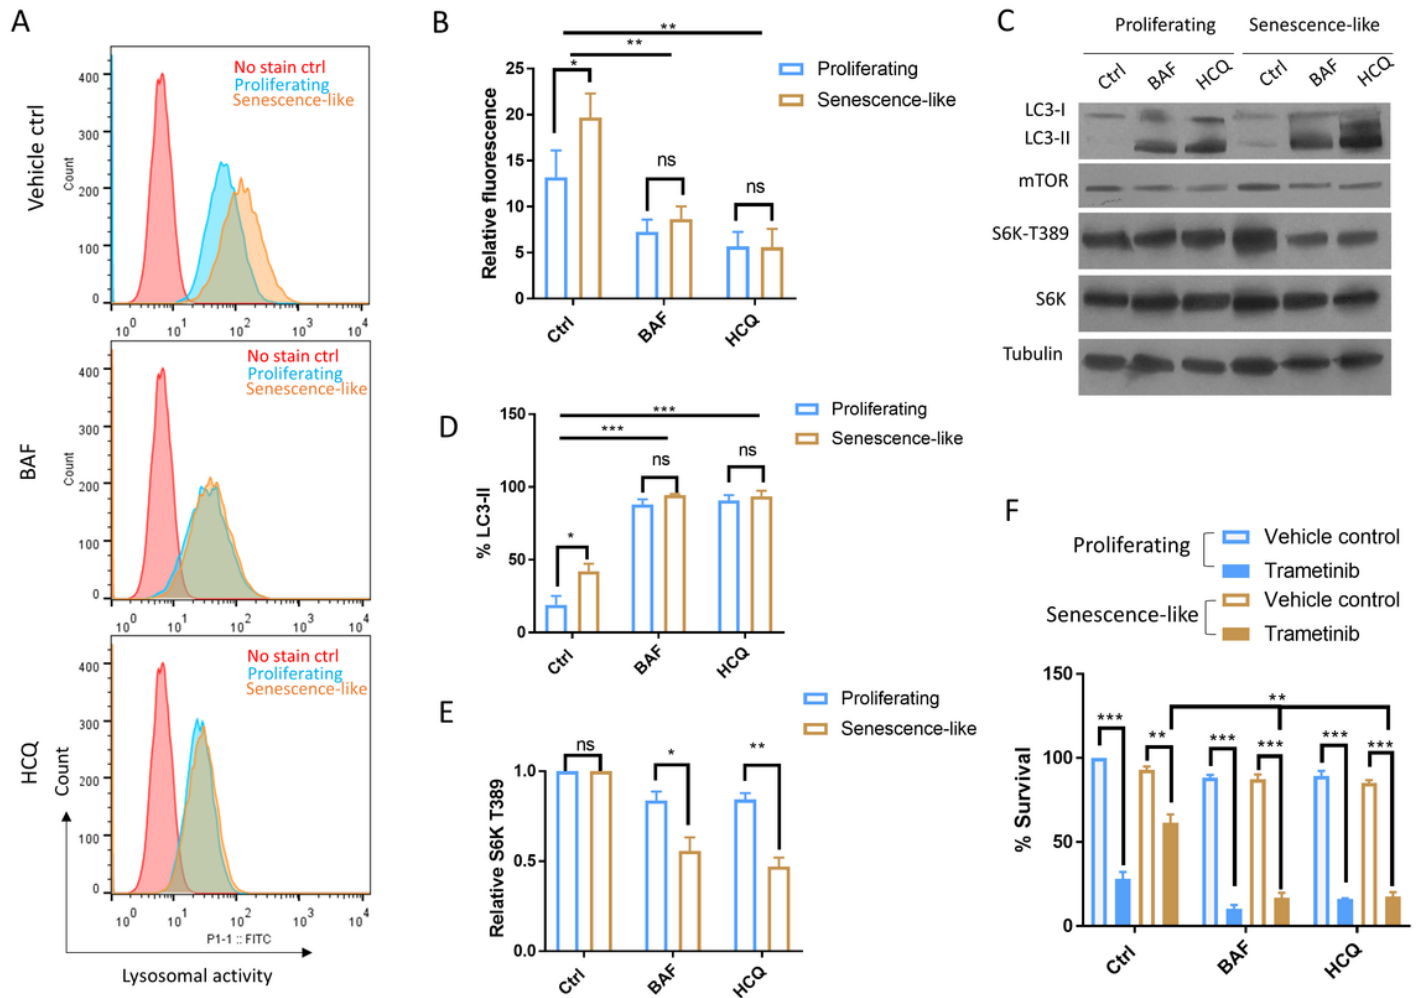 A
Vehicle ctrl
Count
400
300
200
100
0
No stain ctrl
Proliferating
Senescence-like
10^0 10^1 10^2 10^3 10^4
BAF
Count
400
300
200
100
0
No stain ctrl
Proliferating
Senescence-like
10^0 10^1 10^2 10^3 10^4
HCQ
Count
400
300
200
100
0
No stain ctrl
Proliferating
Senescence-like
10^0 10^1 10^2 10^3 10^4
P1-1 :: FITC
Lysosomal activity
B
Relative fluorescence
25
20
15
10
5
0
**
**
*
ns
ns
Proliferating
Senescence-like
Ctrl BAF HCQ
C
Proliferating Senescence-like
Ctrl BAF HCQ Ctrl BAF HCQ
LC3-I
LC3-II
mTOR
S6K-T389
S6K
Tubulin
D
% LC3-II
150
100
50
0
***
***
*
ns
ns
Proliferating
Senescence-like
Ctrl BAF HCQ
E
Relative S6K T389
1.0
0.5
0.0
ns
*
**
Proliferating
Senescence-like
Ctrl BAF HCQ
F
Proliferating
Vehicle control
Trametinib
Senescence-like
Vehicle control
Trametinib
% Survival
150
100
50
0
**
*** ** *** *** *** ***
Ctrl BAF HCQ